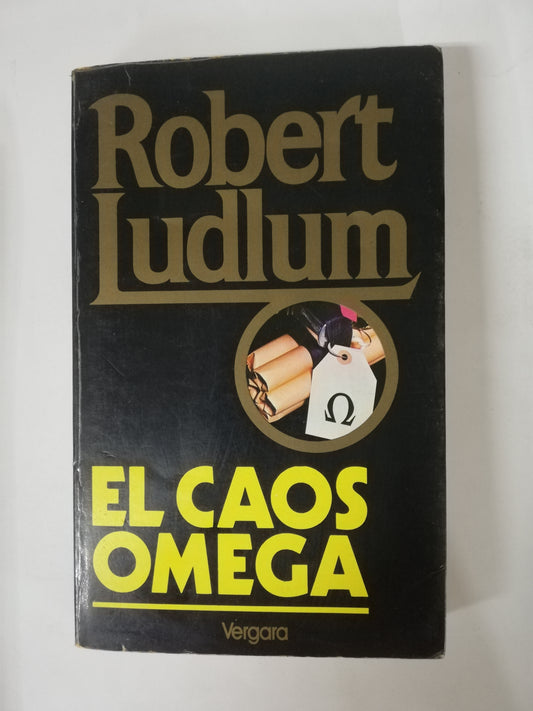 Robert
Ludlum
Ω
EL CAOS
OMEGA
Vergara